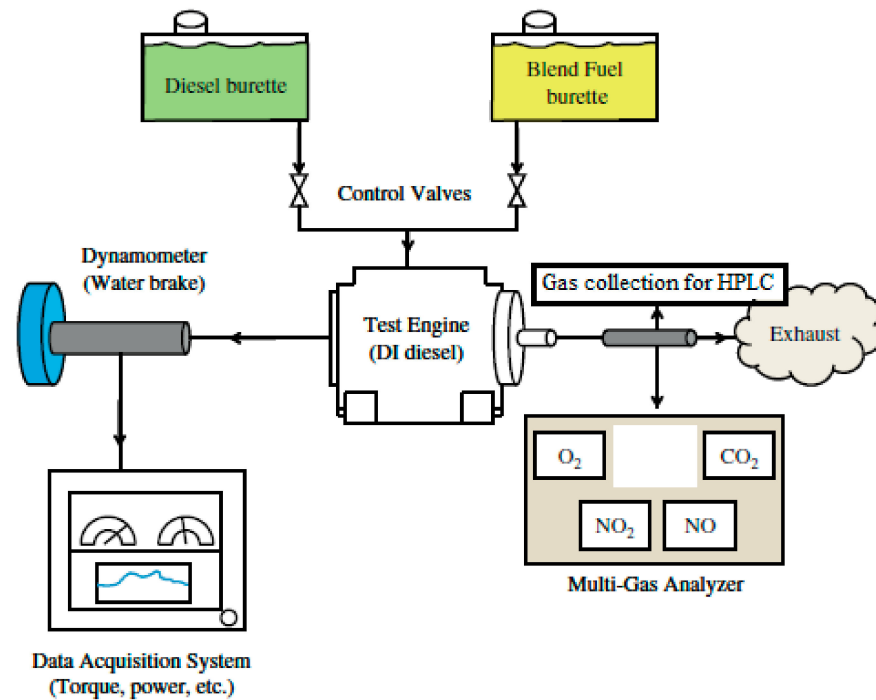 Diesel burette
Blend Fuel
burette
Control Valves
Dynamometer
(Water brake)
Gas collection for HPLC
Test Engine
(DI diesel)
Exhaust
O₂
CO₂
NO₂
NO
Multi-Gas Analyzer
Data Acquisition System
(Torque, power, etc.)